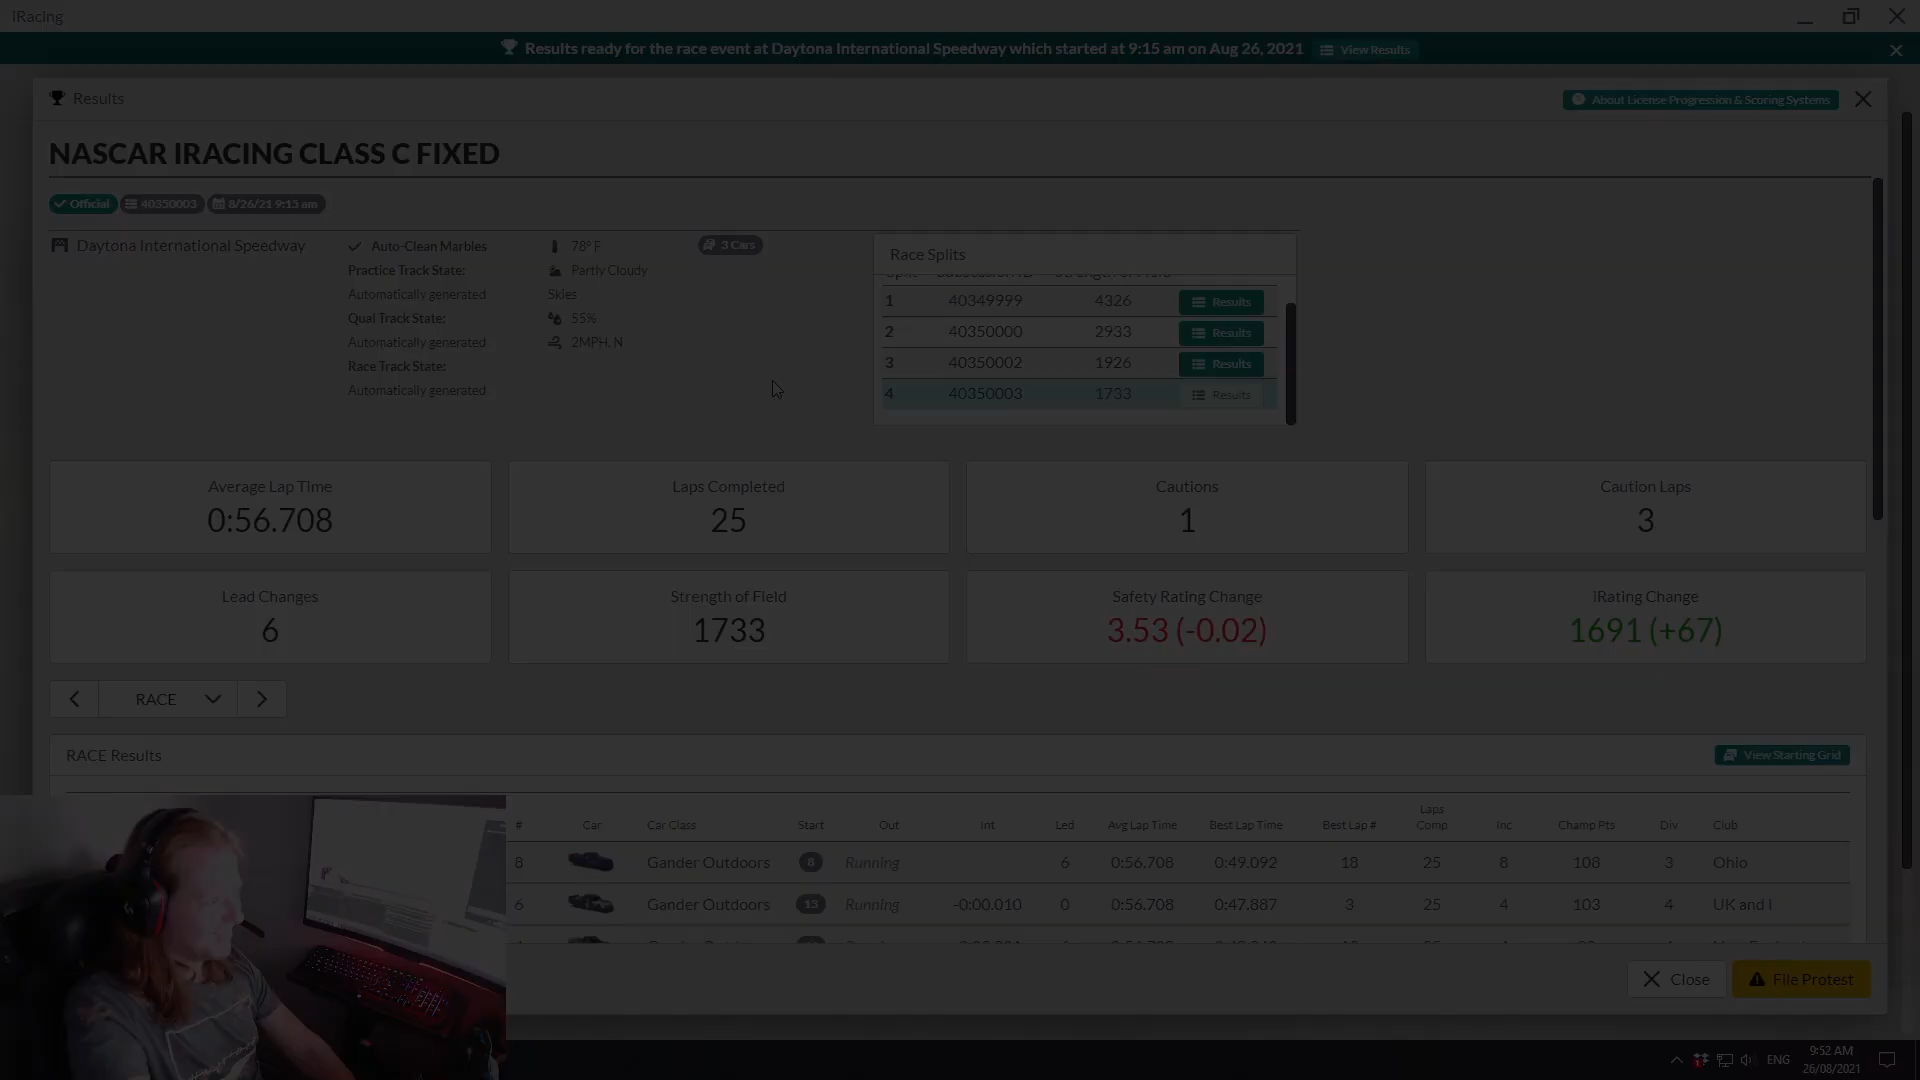 iRacing
Results ready for the race event at Daytona International Speedway which started at 9:15 am on Aug 26, 2021 View Results
Results
About License Progression & Scoring Systems
NASCAR IRACING CLASS C FIXED
Official 40350003 8/26/21 9:15 am
Daytona International Speedway
Auto-Clean Marbles
Practice Track State:
Automatically generated
Qual Track State:
Automatically generated
Race Track State:
Automatically generated
78° F
Partly Cloudy
Skies
55%
2MPH, N
3 Cars
Race Splits
1 40349999 4326 Results
2 40350000 2933 Results
3 40350002 1926 Results
4 40350003 1733 Results
Average Lap Time
0:56.708
Laps Completed
25
Cautions
1
Caution Laps
3
Lead Changes
6
Strength of Field
1733
Safety Rating Change
3.53 (-0.02)
iRating Change
1691 (+67)
RACE
RACE Results
View Starting Grid
# Car Car Class Start Out Int Led Avg Lap Time Best Lap Time Best Lap # Laps Comp Inc Champ Pts Div Club
8 Gander Outdoors 8 Running 6 0:56.708 0:49.092 18 25 8 108 3 Ohio
6 Gander Outdoors 13 Running -0:00.010 0 0:56.708 0:47.887 3 25 4 103 4 UK and I
Close
File Protest
ENG
9:52 AM
26/08/2021